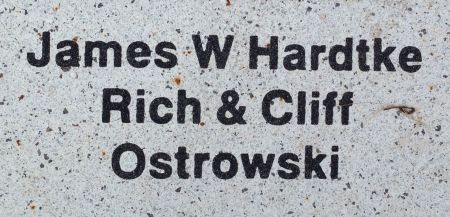 James W Hardtke
Rich & Cliff
Ostrowski